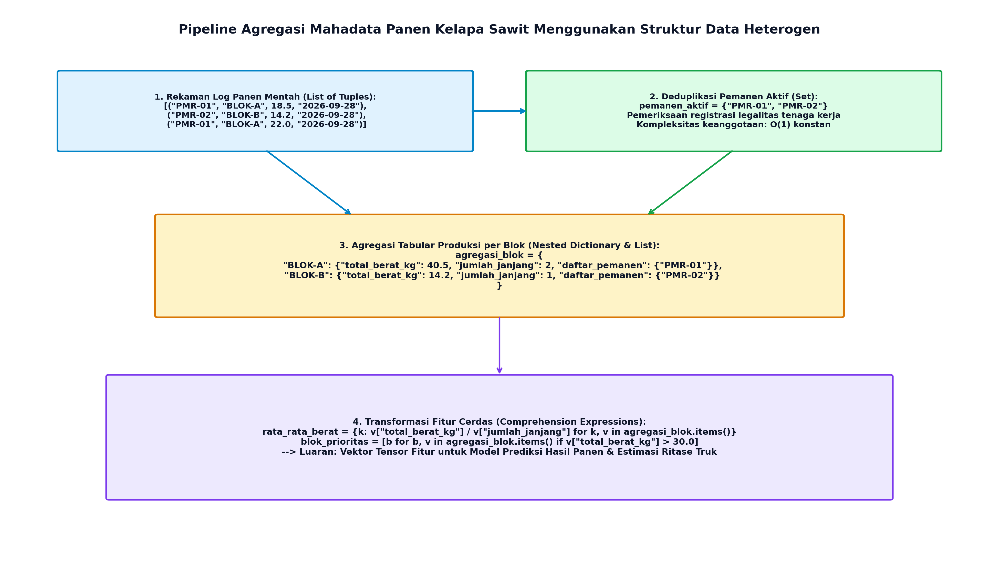 Pipeline Agregasi Mahadata Panen Kelapa Sawit Menggunakan Struktur Data Heterogen
1. Rekaman Log Panen Mentah (List of Tuples):
[("PMR-01", "BLOK-A", 18.5, "2026-09-28"),
("PMR-02", "BLOK-B", 14.2, "2026-09-28"),
("PMR-01", "BLOK-A", 22.0, "2026-09-28")]
2. Deduplikasi Pemanen Aktif (Set):
pemanen_aktif = {"PMR-01", "PMR-02"}
Pemeriksaan registrasi legalitas tenaga kerja
Kompleksitas keanggotaan: O(1) konstan
3. Agregasi Tabular Produksi per Blok (Nested Dictionary & List):
agregasi_blok = {
"BLOK-A": {"total_berat_kg": 40.5, "jumlah_janjang": 2, "daftar_pemanen": {"PMR-01"}},
"BLOK-B": {"total_berat_kg": 14.2, "jumlah_janjang": 1, "daftar_pemanen": {"PMR-02"}}
}
4. Transformasi Fitur Cerdas (Comprehension Expressions):
rata_rata_berat = {k: v["total_berat_kg"] / v["jumlah_janjang"] for k, v in agregasi_blok.items()}
blok_prioritas = [b for b, v in agregasi_blok.items() if v["total_berat_kg"] > 30.0]
--> Luaran: Vektor Tensor Fitur untuk Model Prediksi Hasil Panen & Estimasi Ritase Truk